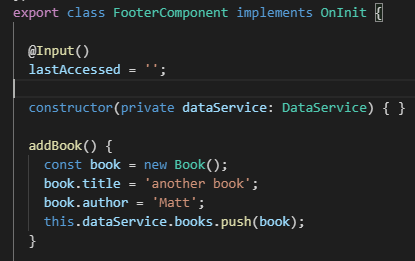 export class FooterComponent implements OnInit {
@Input()
lastAccessed = '';
constructor(private dataService: DataService) { }
addBook() {
const book = new Book();
book.title = 'another book';
book.author = 'Matt';
this.dataService.books.push(book);
}